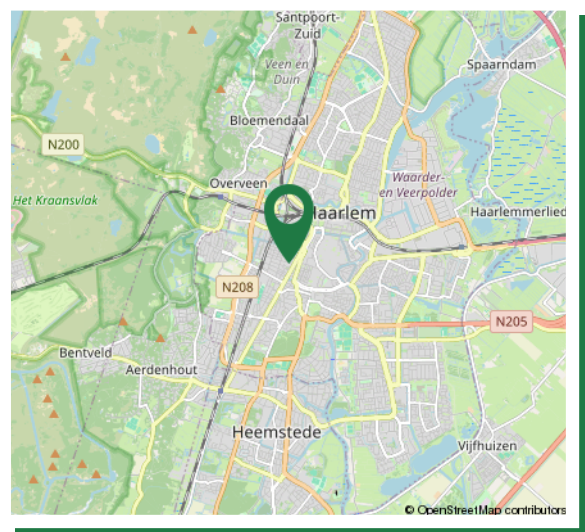 Santpoort-
Zuid
Veen en
Duin
Spaarndam
Bloemendaal
N200
Overveen
Waarder-
en Veerpolder
Het Kraansvlak
Haarlem
Haarlemmerlied
N208
N205
Bentveld
Aerdenhout
Heemstede
Vijfhuizen
© OpenStreetMap contributors